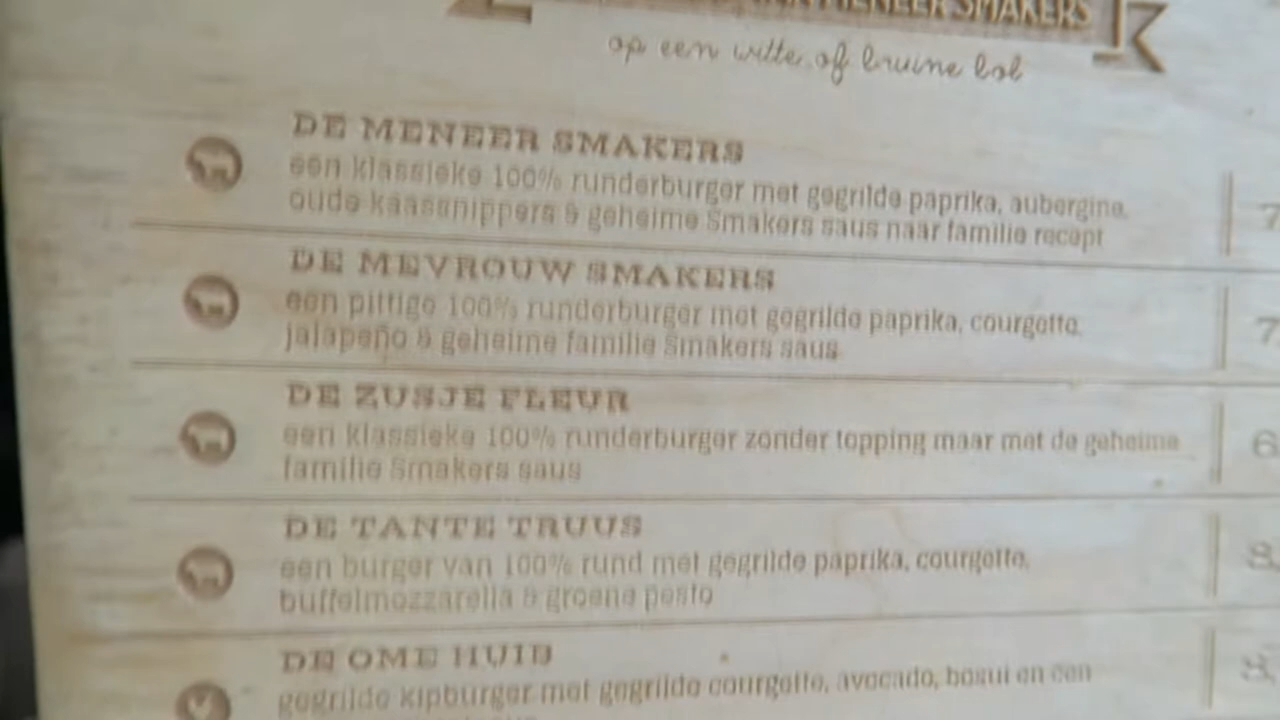 MENEER SMAKERS
op een witte of bruine bol
DE MENEER SMAKERS
een klassieke 100% runderburger met gegrilde paprika, aubergine,
oude kaassnippers & geheime Smakers saus naar familie recept
7
DE MEVROUW SMAKERS
een pittige 100% runderburger met gegrilde paprika, courgette,
jalapeño & geheime familie Smakers saus
7
DE ZUSJE FLEUR
een klassieke 100% runderburger zonder topping maar met de geheime
familie Smakers saus
6
DE TANTE TRUUS
een burger van 100% rund met gegrilde paprika, courgette,
buffelmozzarella & groene pesto
8
DE OME HUIB
gegrilde kipburger met gegrilde courgette, avocado, bosui en een